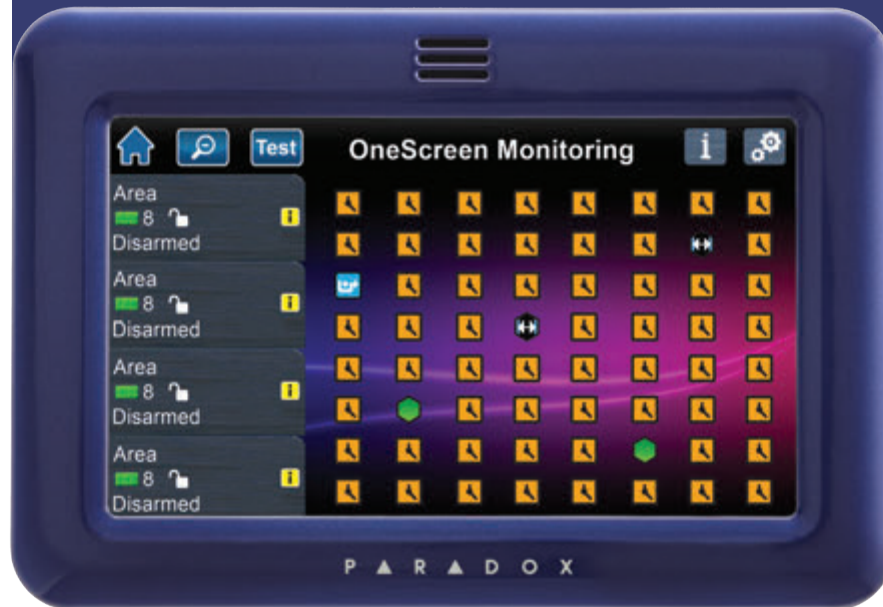 Test OneScreen Monitoring i
Area
8 i
Disarmed
Area
8 i
Disarmed
Area
8 i
Disarmed
Area
8 i
Disarmed
PARADOX